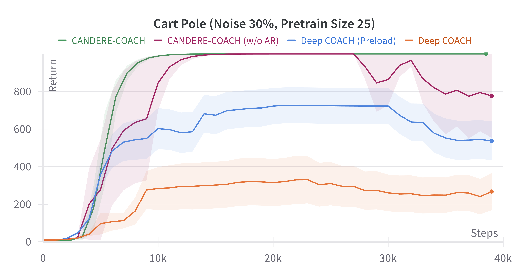 Cart Pole (Noise 30%, Pretrain Size 25)
CANDERE-COACH CANDERE-COACH (w/o AR) Deep COACH (Preload) Deep COACH
Return
800
600
400
200
0
Steps
0 10k 20k 30k 40k